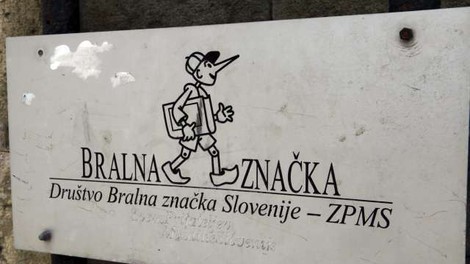 BRALNA ZNAČKA
Društvo Bralna značka Slovenije – ZPMS